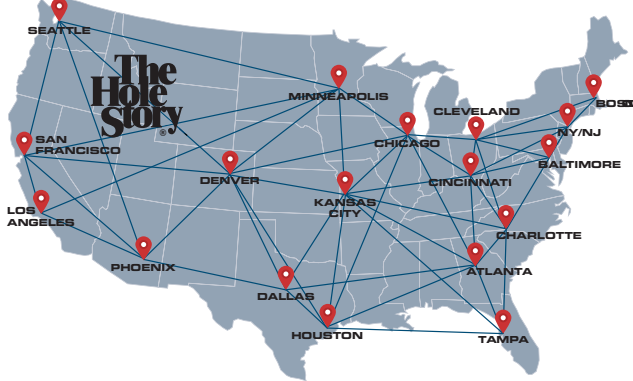 SEATTLE
The
Hole
Story
®
MINNEAPOLIS
CLEVELAND
NY/NJ
SAN
FRANCISCO
CHICAGO
BALTIMORE
DENVER
CINCINNATI
KANSAS
CITY
LOS
ANGELES
CHARLOTTE
PHOENIX
ATLANTA
DALLAS
HOUSTON
TAMPA